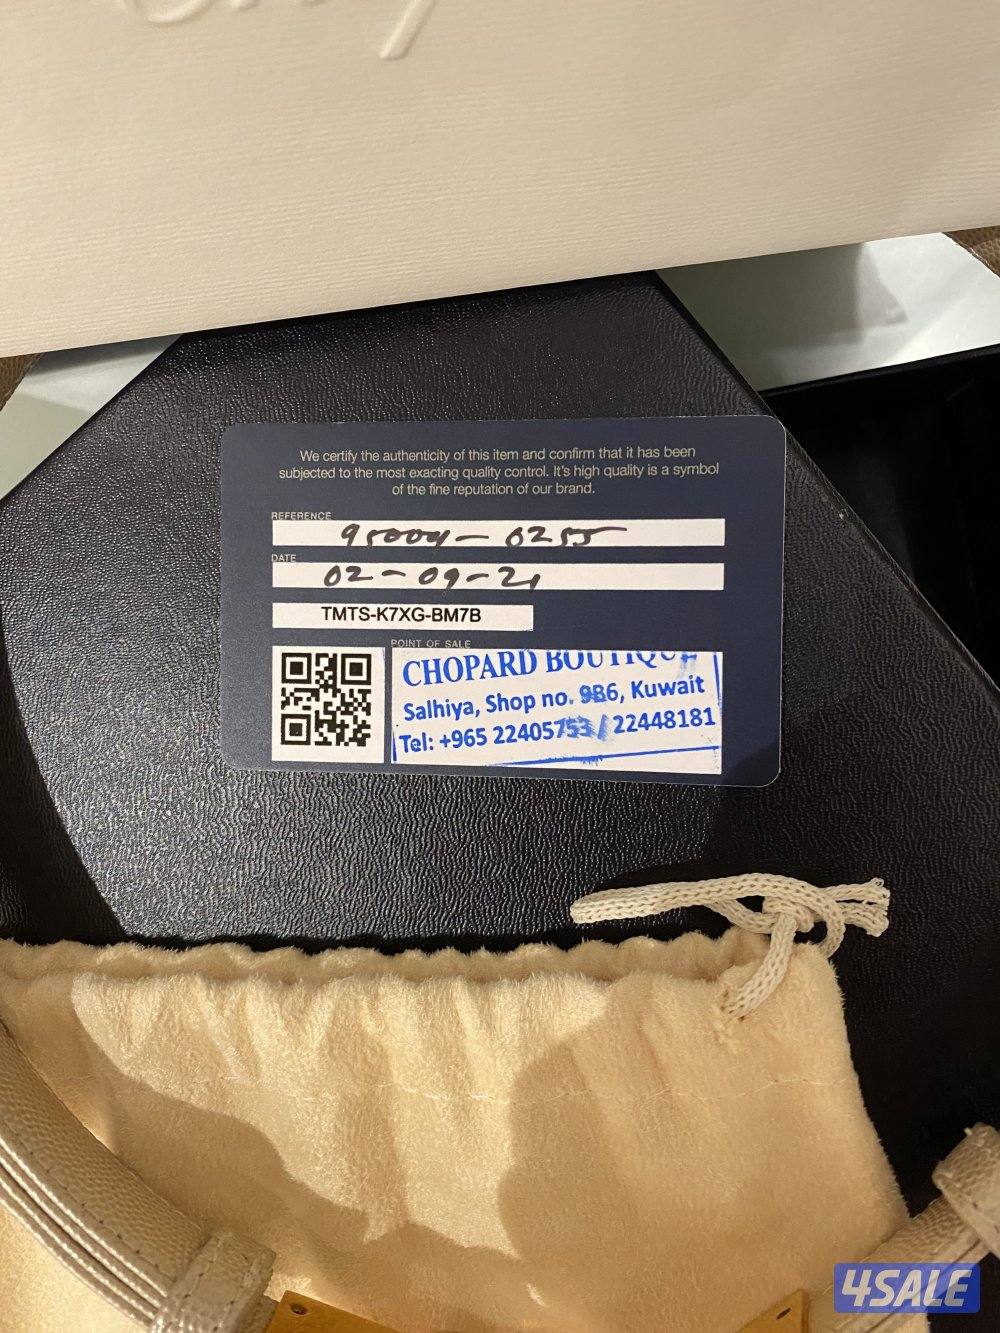 We certify the authenticity of this item and confirm that it has been
subjected to the most exacting quality control. It's high quality is a symbol
of the fine reputation of our brand.
REFERENCE
95004-0255
DATE
02-09-21
TMTS-K7XG-BM7B
POINT OF SALE
CHOPARD BOUTIQUE
Salhiya, Shop no. 9B6, Kuwait
Tel: +965 22405753 / 22448181
4SALE